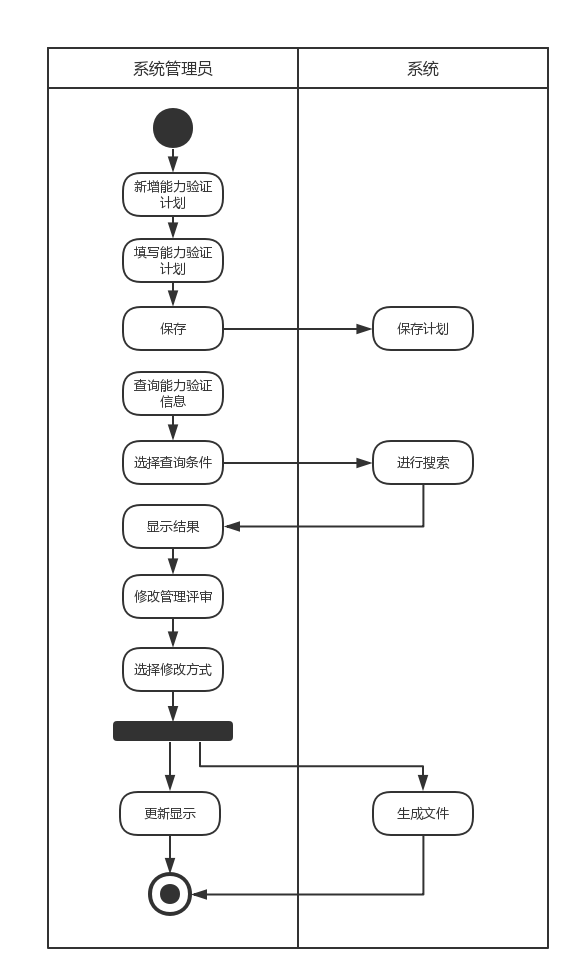 系统管理员
系统
新增能力验证
计划
填写能力验证
计划
保存
保存计划
查询能力验证
信息
选择查询条件
进行搜索
显示结果
修改管理评审
选择修改方式
更新显示
生成文件